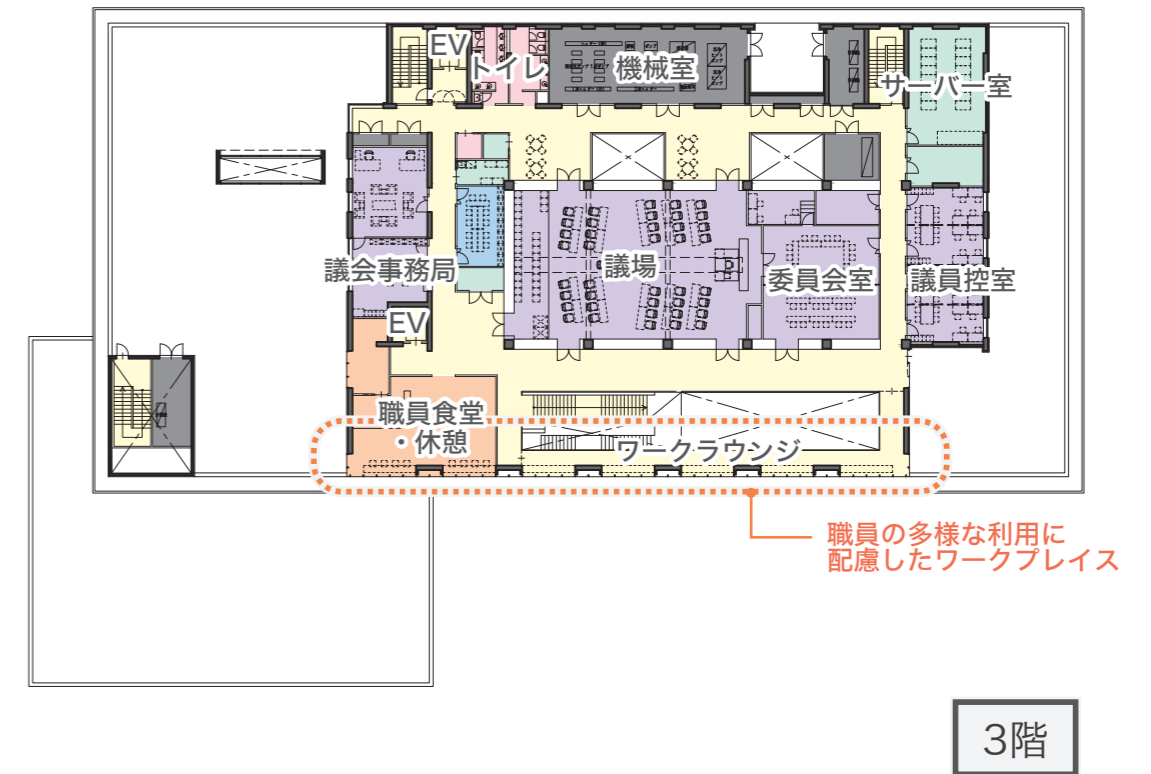 EV
トイレ
機械室
サーバー室
議会事務局
議場
委員会室
議員控室
EV
職員食堂
・休憩
ワークラウンジ
職員の多様な利用に
配慮したワークプレイス
3階